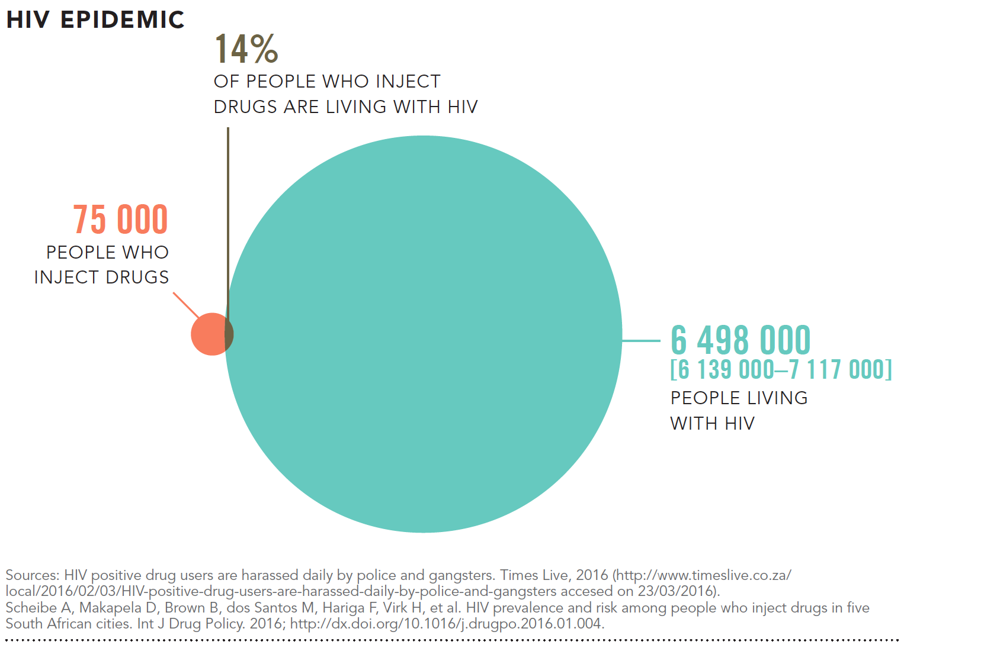 HIV EPIDEMIC
14%
OF PEOPLE WHO INJECT
DRUGS ARE LIVING WITH HIV
75 000
PEOPLE WHO
INJECT DRUGS
6 498 000
[6 139 000–7 117 000]
PEOPLE LIVING
WITH HIV
Sources: HIV positive drug users are harassed daily by police and gangsters. Times Live, 2016 (http://www.timeslive.co.za/
local/2016/02/03/HIV-positive-drug-users-are-harassed-daily-by-police-and-gangsters accesed on 23/03/2016).
Scheibe A, Makapela D, Brown B, dos Santos M, Hariga F, Virk H, et al. HIV prevalence and risk among people who inject drugs in five
South African cities. Int J Drug Policy. 2016; http://dx.doi.org/10.1016/j.drugpo.2016.01.004.